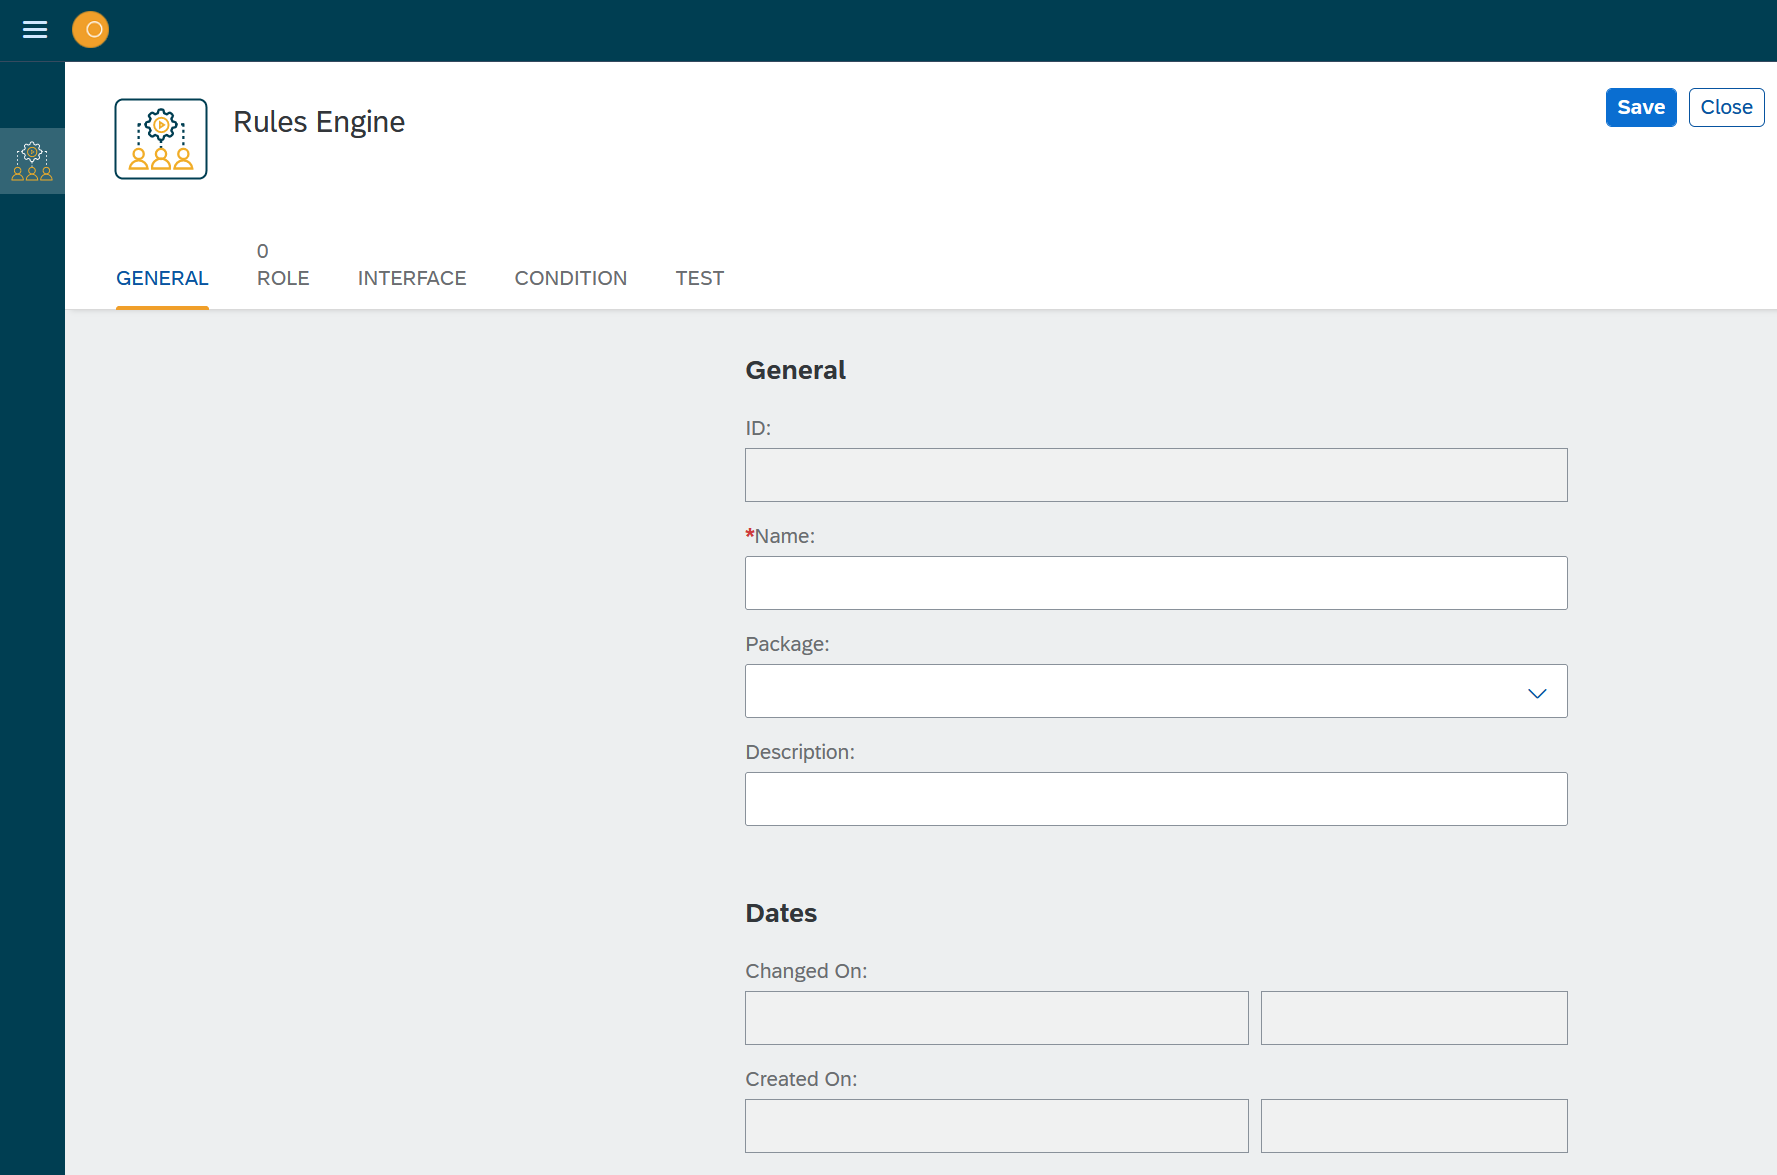 Rules Engine
Save
Close
0
GENERAL
ROLE
INTERFACE
CONDITION
TEST
General
ID:
*Name:
Package:
Description:
Dates
Changed On:
Created On: